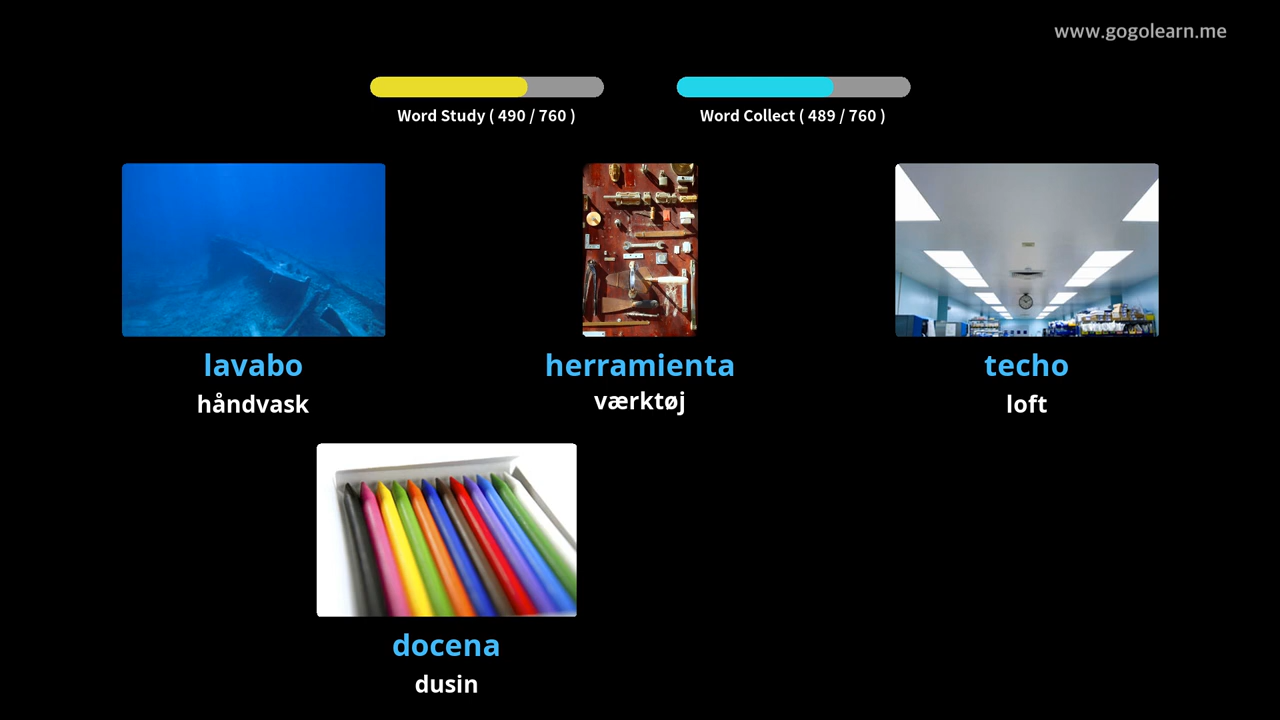 www.gogolearn.me
Word Study ( 490 / 760 )
Word Collect ( 489 / 760 )
lavabo
håndvask
herramienta
værktøj
techo
loft
docena
dusin